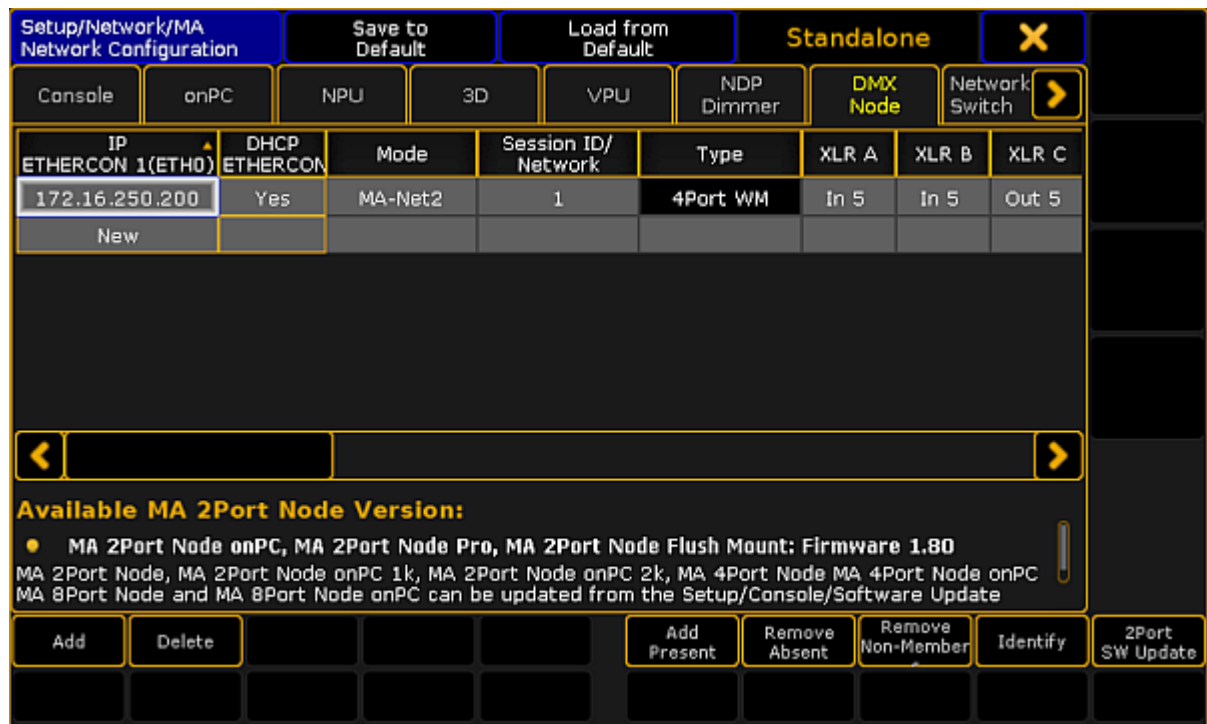 Setup/Network/MA
Network Configuration
Save to
Default
Load from
Default
Standalone
Console
onPC
NPU
3D
VPU
NDP
Dimmer
DMX
Node
Network
Switch
IP
ETHERCON 1(ETH0)
DHCP
ETHERCON
Mode
Session ID/
Network
Type
XLR A
XLR B
XLR C
172.16.250.200
Yes
MA-Net2
1
4Port WM
In 5
In 5
Out 5
New
Available MA 2Port Node Version:
MA 2Port Node onPC, MA 2Port Node Pro, MA 2Port Node Flush Mount: Firmware 1.80
MA 2Port Node, MA 2Port Node onPC 1k, MA 2Port Node onPC 2k, MA 4Port Node MA 4Port Node onPC
MA 8Port Node and MA 8Port Node onPC can be updated from the Setup/Console/Software Update
Add
Delete
Add
Present
Remove
Absent
Remove
Non-Member
Identify
2Port
SW Update